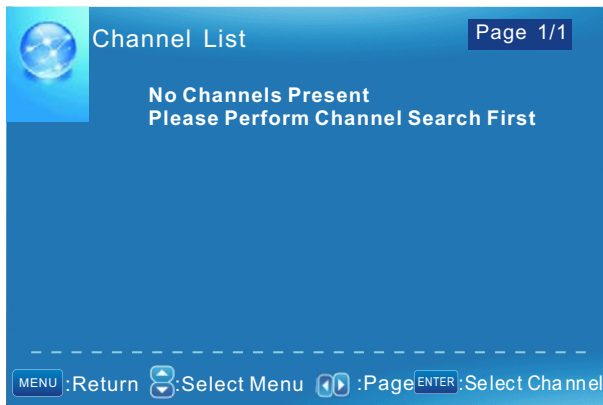 Channel List
Page 1/1
No Channels Present
Please Perform Channel Search First
MENU :Return :Select Menu :Page ENTER :Select Channel